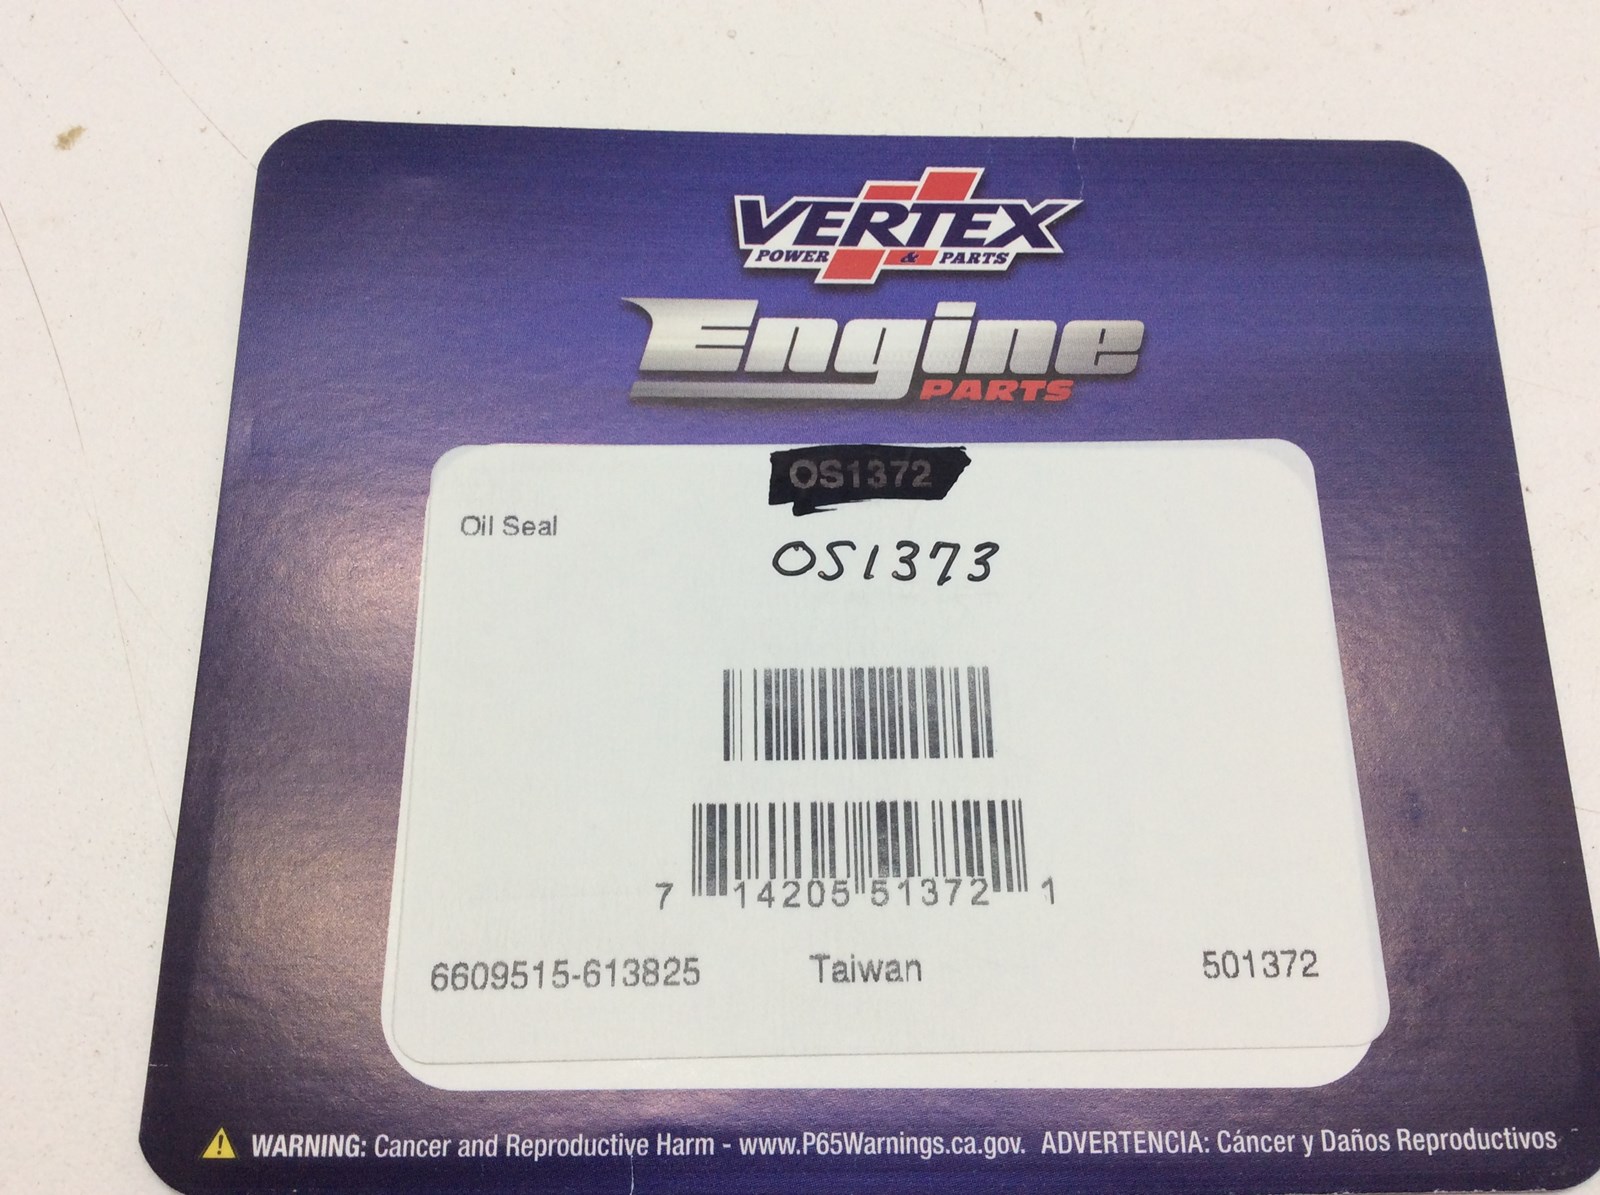 VERTEX
POWER & PARTS
Engine
PARTS
OS1372
Oil Seal
OS1373
7 14205 51372 1
6609515-613825 Taiwan 501372
WARNING: Cancer and Reproductive Harm - www.P65Warnings.ca.gov. ADVERTENCIA: Cáncer y Daños Reproductivos